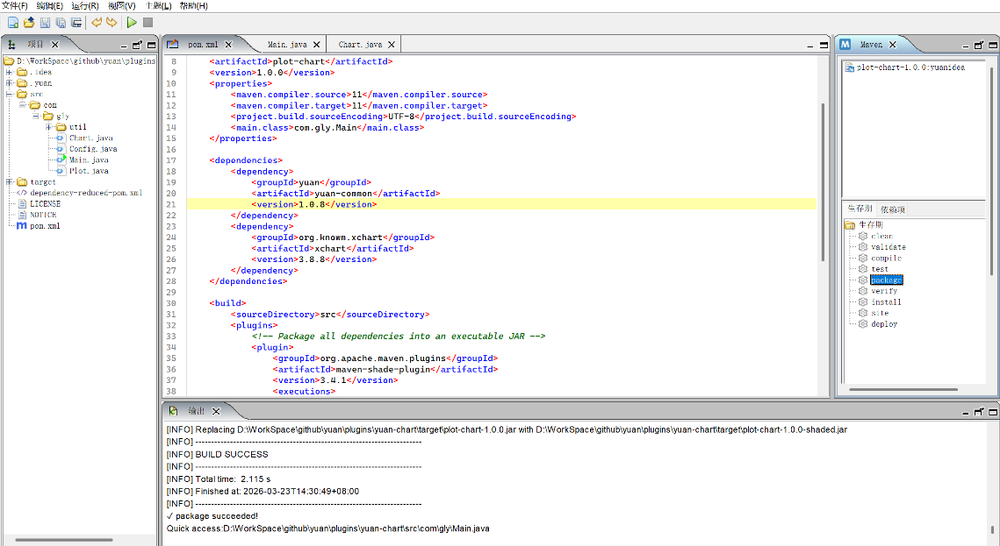 文件(F) 编辑(E) 运行(R) 视图(V) 主题(L) 帮助(H)
项目
D:\WorkSpace\github\yuan\plugins
.idea
.yuan
src
com
gly
util
Chart.java
Config.java
Main.java
Plot.java
target
dependency-reduced-pom.xml
LICENSE
NOTICE
pom.xml
pom.xml Main.java Chart.java
8 <artifactId>plot-chart</artifactId>
9 <version>1.0.0</version>
10 <properties>
11 <maven.compiler.source>11</maven.compiler.source>
12 <maven.compiler.target>11</maven.compiler.target>
13 <project.build.sourceEncoding>UTF-8</project.build.sourceEncoding>
14 <main.class>com.gly.Main</main.class>
15 </properties>
16
17 <dependencies>
18 <dependency>
19 <groupId>yuan</groupId>
20 <artifactId>yuan-common</artifactId>
21 <version>1.0.8</version>
22 </dependency>
23 <dependency>
24 <groupId>org.knowm.xchart</groupId>
25 <artifactId>xchart</artifactId>
26 <version>3.8.8</version>
27 </dependency>
28 </dependencies>
29
30 <build>
31 <sourceDirectory>src</sourceDirectory>
32 <plugins>
33 <!-- Package all dependencies into an executable JAR -->
34 <plugin>
35 <groupId>org.apache.maven.plugins</groupId>
36 <artifactId>maven-shade-plugin</artifactId>
37 <version>3.4.1</version>
38 <executions>
Maven
plot-chart-1.0.0:yuanidea
生存期 依赖项
生存期
clean
validate
compile
test
package
verify
install
site
deploy
输出
[INFO] Replacing D:\WorkSpace\github\yuan\plugins\yuan-chart\target\plot-chart-1.0.0.jar with D:\WorkSpace\github\yuan\plugins\yuan-chart\target\plot-chart-1.0.0-shaded.jar
[INFO] ------------------------------------------------------------------------
[INFO] BUILD SUCCESS
[INFO] ------------------------------------------------------------------------
[INFO] Total time:  2.115 s
[INFO] Finished at: 2026-03-23T14:30:49+08:00
[INFO] ------------------------------------------------------------------------
✓ package succeeded!
Quick access:D:\WorkSpace\github\yuan\plugins\yuan-chart\src\com\gly\Main.java